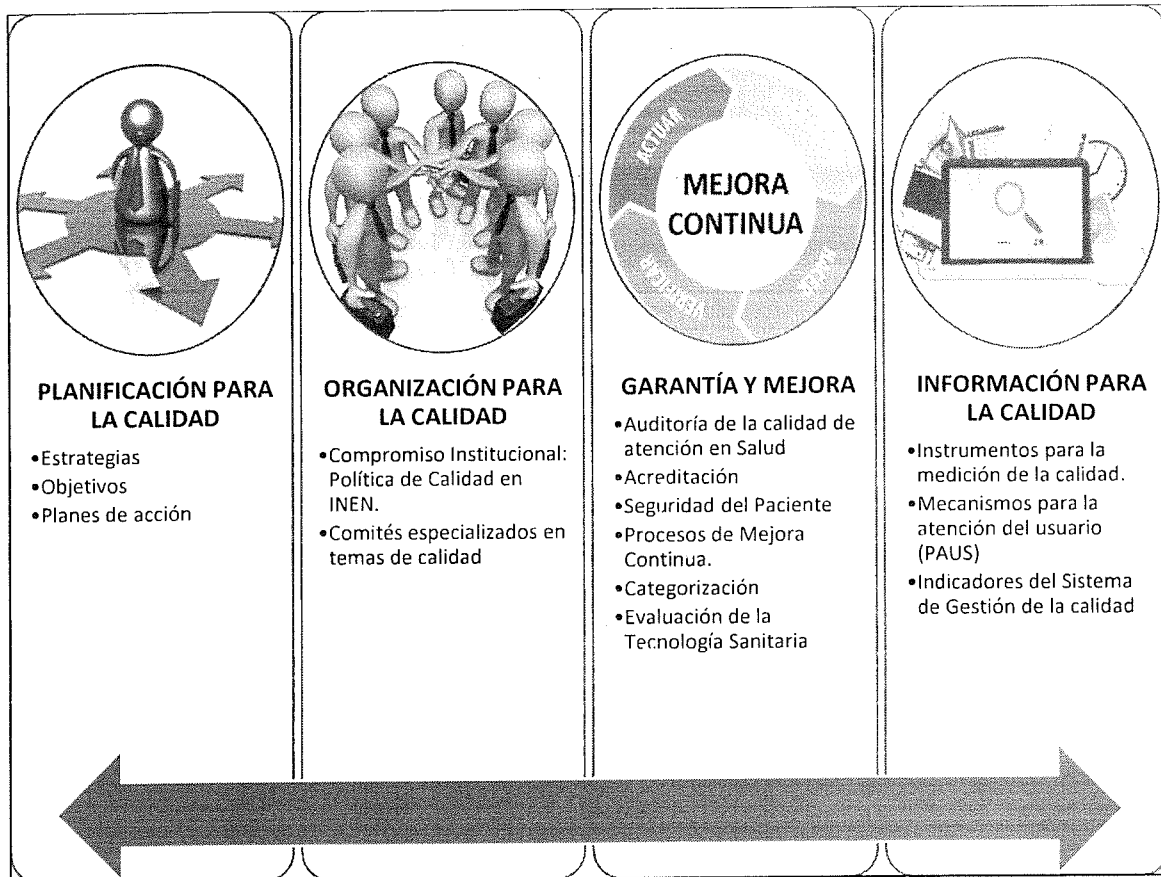 ACTUAR
MEJORA
CONTINUA
HACER
VERIFICAR
PLANIFICACIÓN PARA
LA CALIDAD
•Estrategias
•Objetivos
•Planes de acción
ORGANIZACIÓN PARA
LA CALIDAD
•Compromiso Institucional:
Política de Calidad en
INEN.
•Comités especializados en
temas de calidad
GARANTÍA Y MEJORA
•Auditoría de la calidad de
atención en Salud
•Acreditación
•Seguridad del Paciente
•Procesos de Mejora
Continua.
•Categorización
•Evaluación de la
Tecnología Sanitaria
INFORMACIÓN PARA
LA CALIDAD
•Instrumentos para la
medición de la calidad.
•Mecanismos para la
atención del usuario
(PAUS)
•Indicadores del Sistema
de Gestión de la calidad